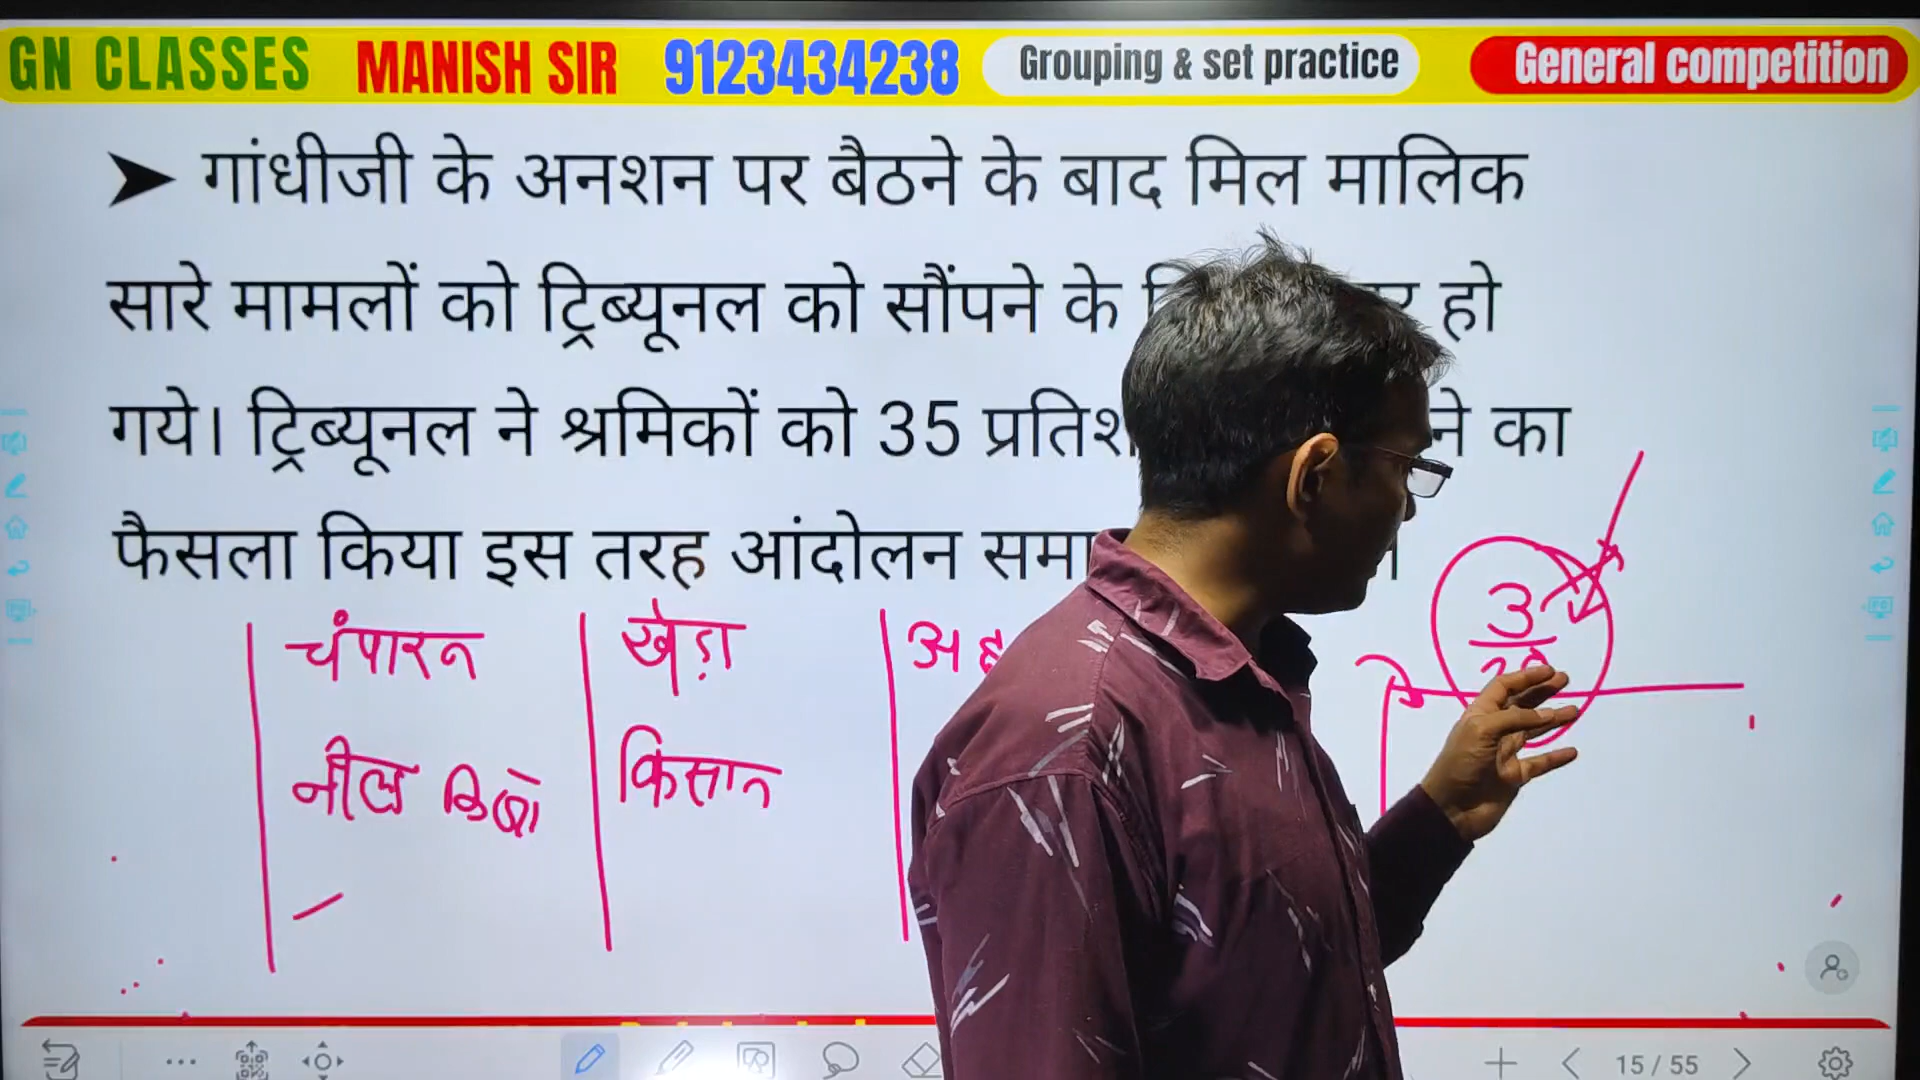 GN CLASSES MANISH SIR 9123434238 Grouping & set practice General competition
➤ गांधीजी के अनशन पर बैठने के बाद मिल मालिक
सारे मामलों को ट्रिब्यूनल को सौंपने के हो
गये। ट्रिब्यूनल ने श्रमिकों को 35 का
फैसला किया इस तरह आंदोलन
चंपारन खेड़ा 3
नील किसान
15 / 55